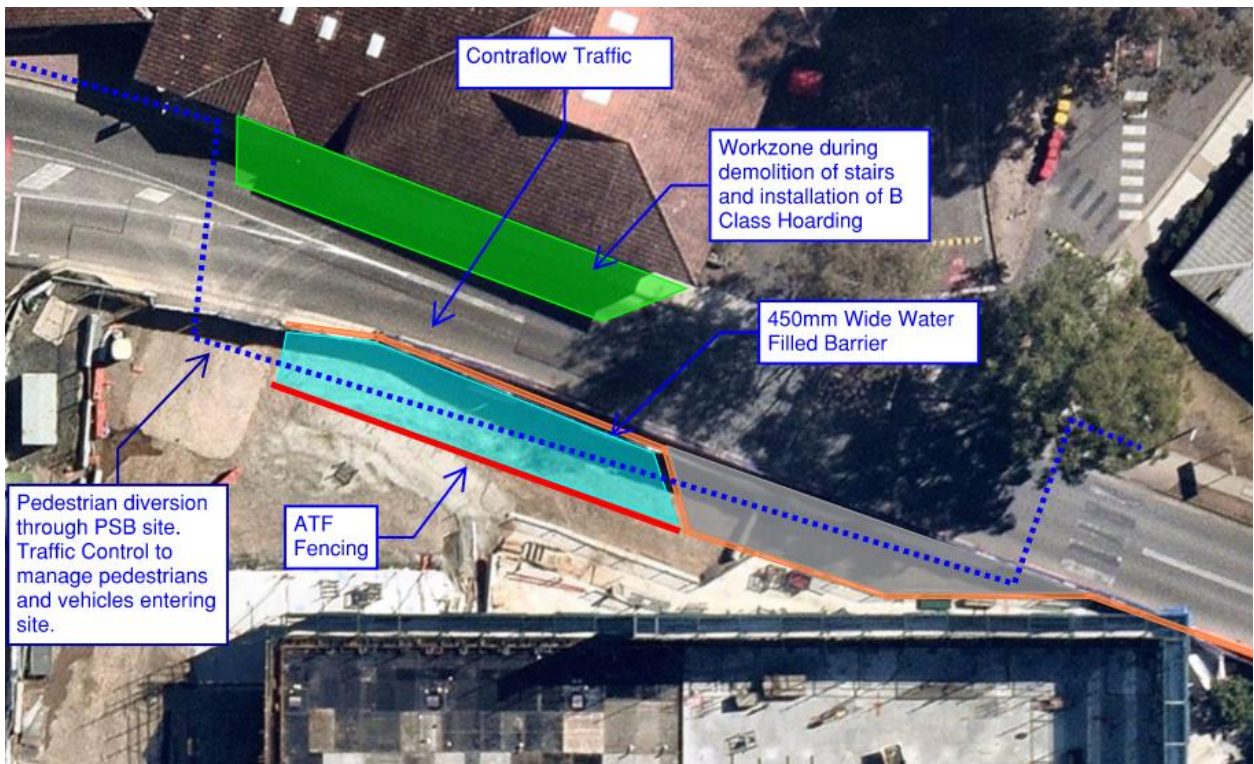 Contraflow Traffic
Workzone during
demolition of stairs
and installation of B
Class Hoarding
450mm Wide Water
Filled Barrier
Pedestrian diversion
through PSB site.
Traffic Control to
manage pedestrians
and vehicles entering
site.
ATF
Fencing